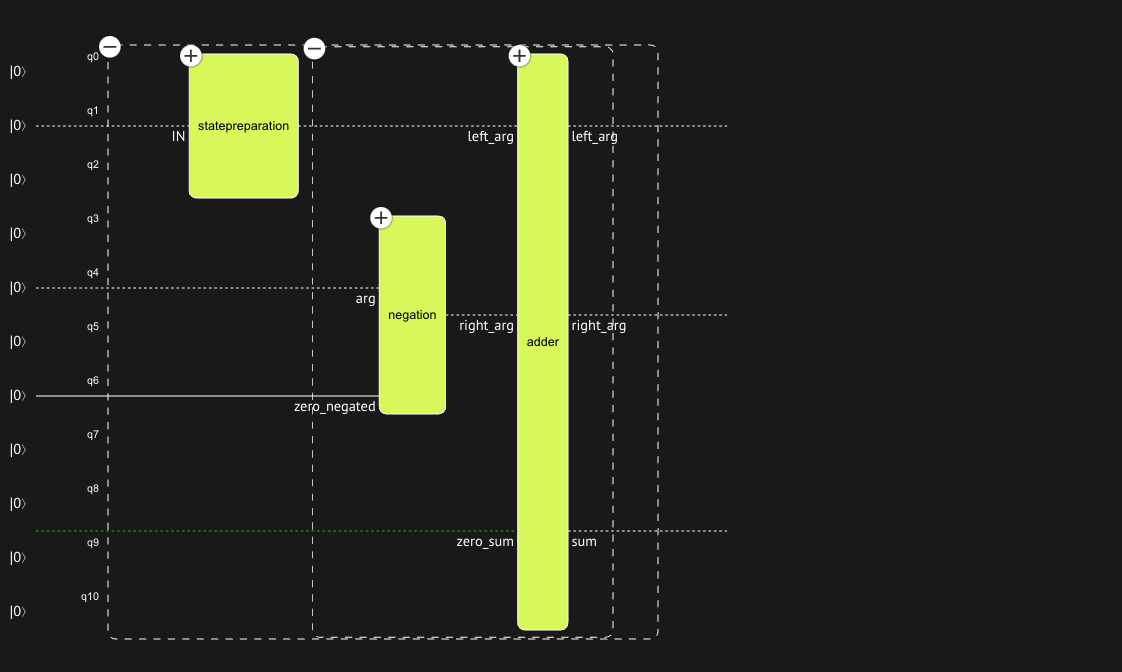 q0
|0⟩
q1
|0⟩
statepreparation
IN
left_arg
left_arg
q2
|0⟩
q3
|0⟩
q4
|0⟩
arg
negation
q5
right_arg
right_arg
|0⟩
adder
q6
|0⟩
zero_negated
q7
|0⟩
q8
|0⟩
q9
zero_sum
sum
|0⟩
q10
|0⟩